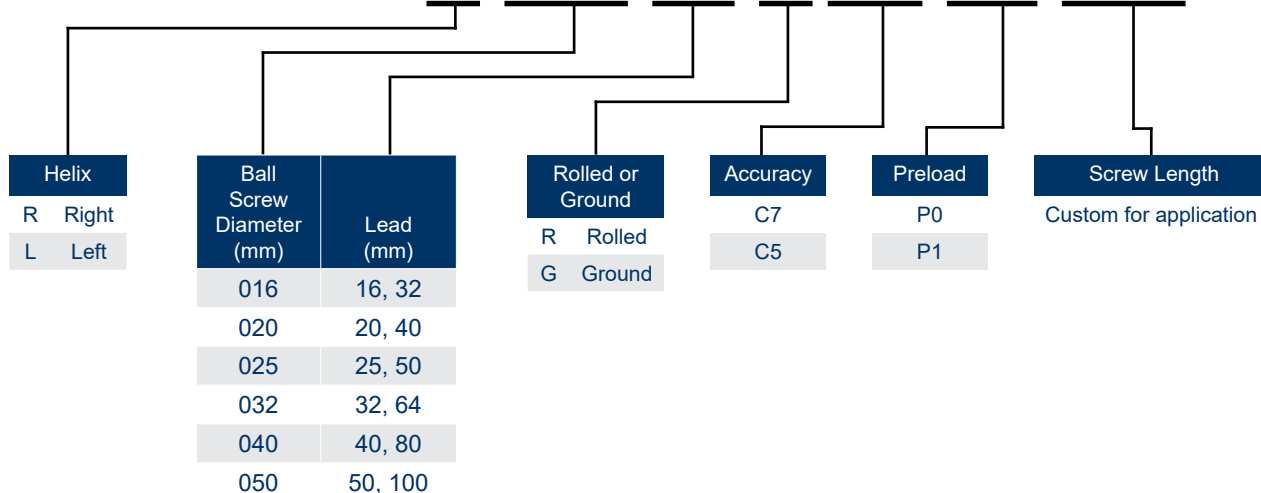 Helix
R Right
L Left
Ball
Screw
Diameter
(mm)
Lead
(mm)
016 16, 32
020 20, 40
025 25, 50
032 32, 64
040 40, 80
050 50, 100
Rolled or
Ground
R Rolled
G Ground
Accuracy
C7
C5
Preload
P0
P1
Screw Length
Custom for application